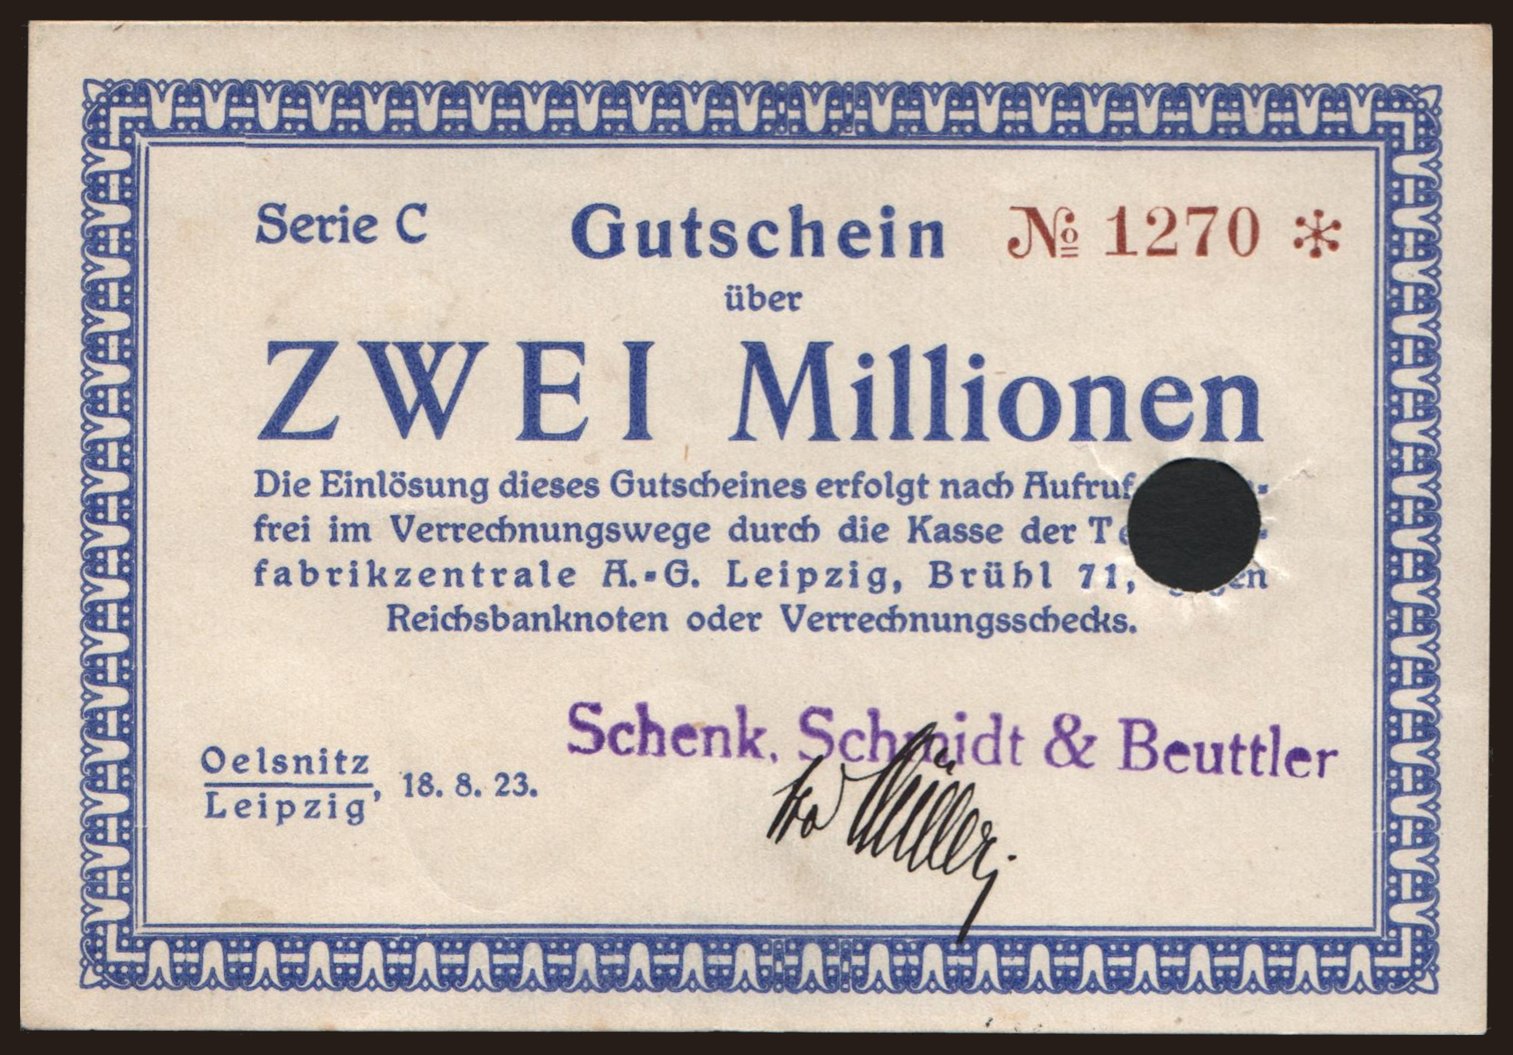 Serie C Gutschein № 1270 *
über
ZWEI Millionen
Die Einlösung dieses Gutscheines erfolgt nach Aufruf
frei im Verrechnungswege durch die Kasse der
fabrikzentrale A.-G. Leipzig, Brühl 71,
Reichsbanknoten oder Verrechnungsschecks.
Schenk, Schmidt & Beuttler
Oelsnitz
Leipzig, 18. 8. 23.
Müller